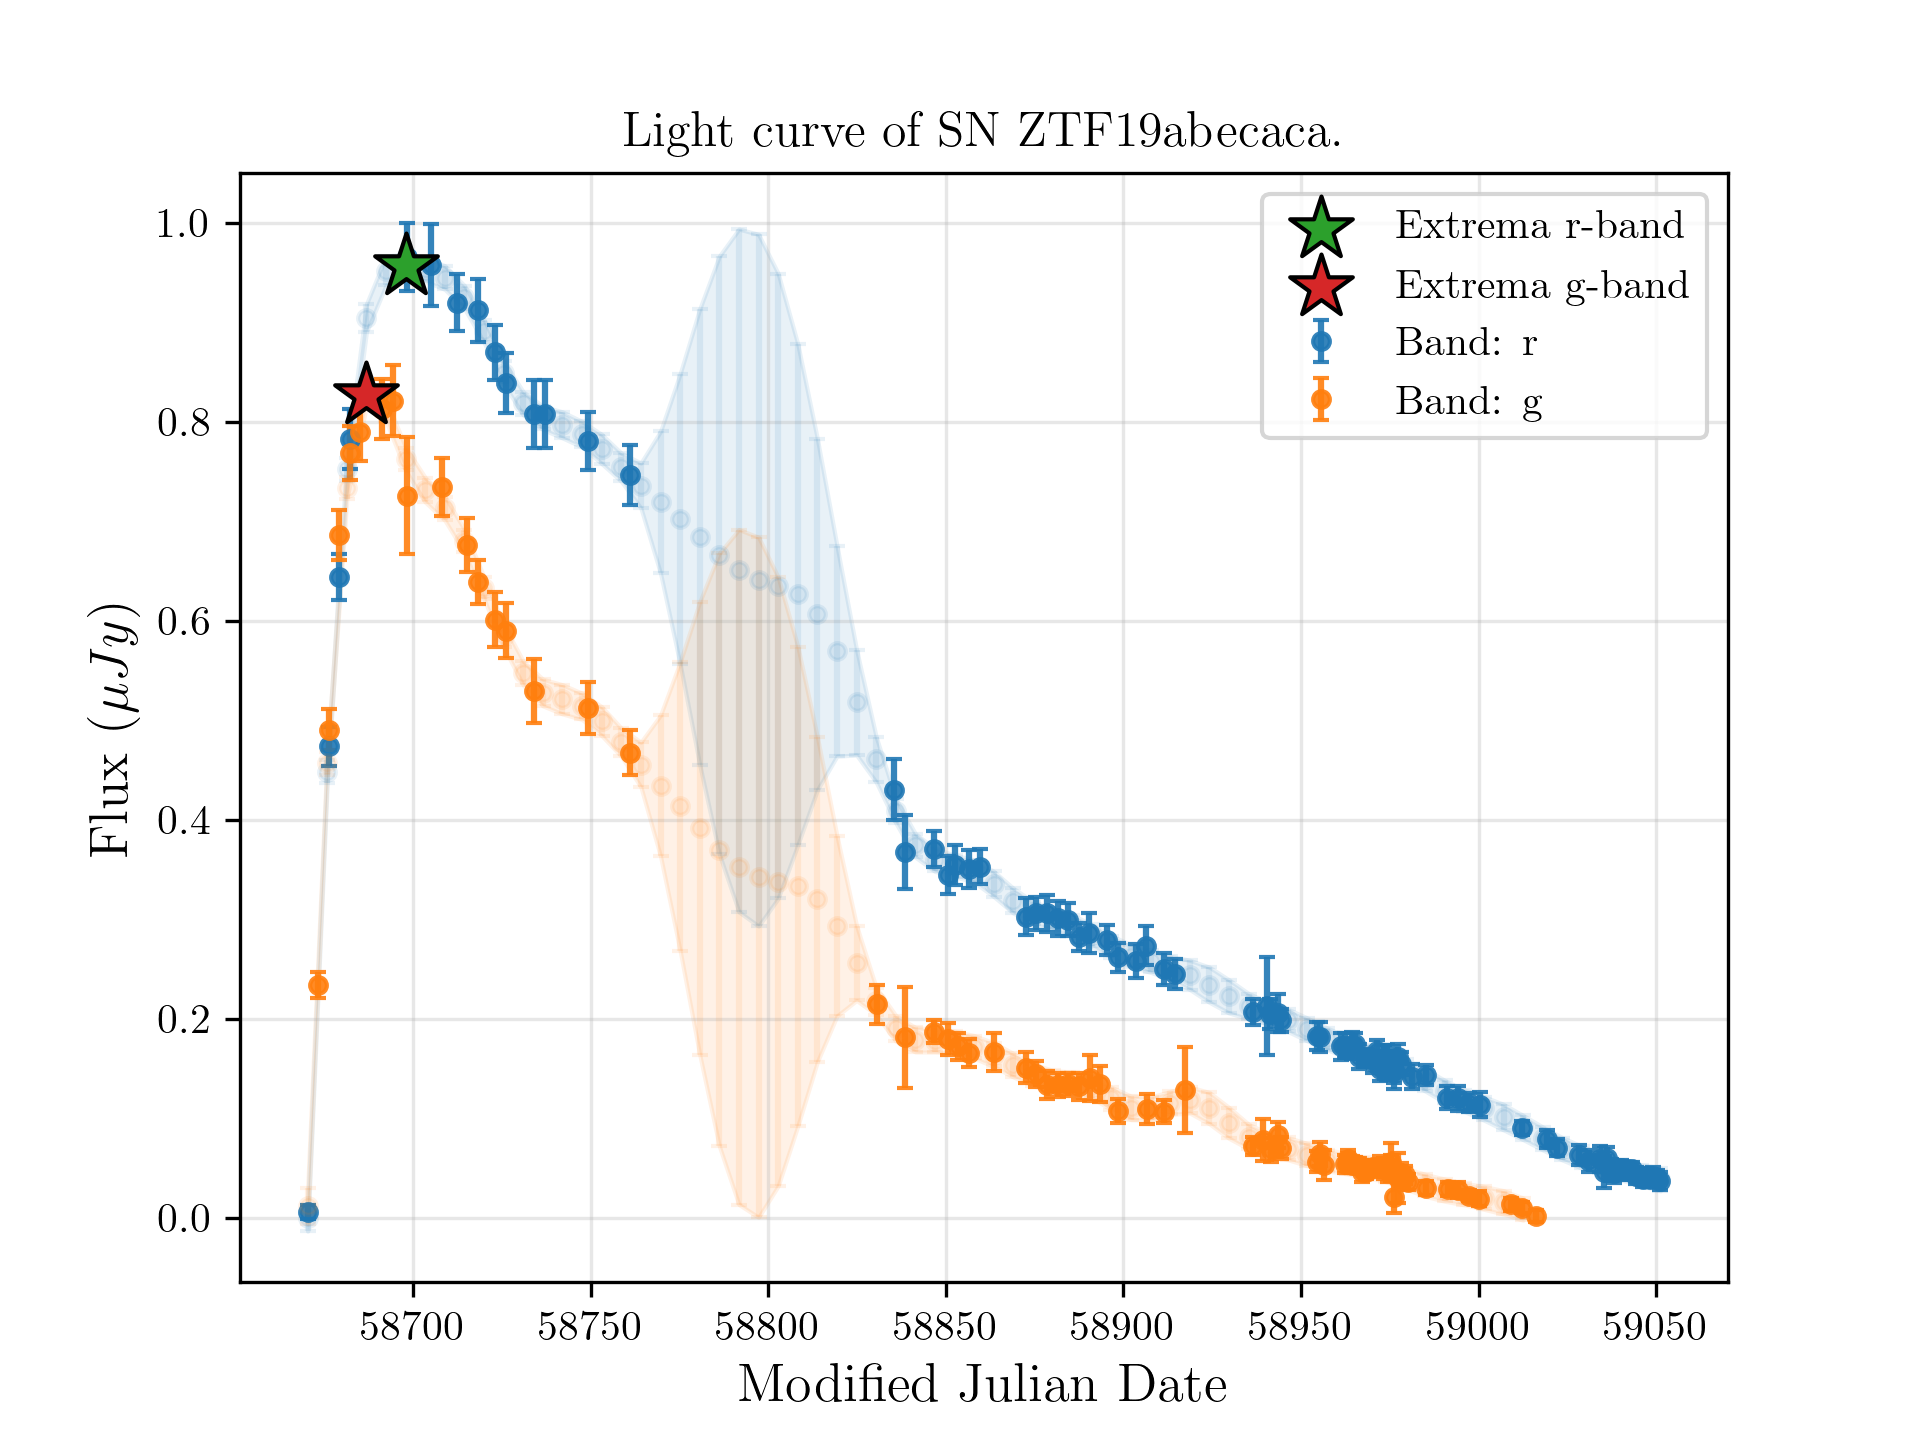 Light curve of SN ZTF19abecaca.
Extrema r-band
Extrema g-band
Band: r
Band: g
Flux (μJy)
1.0
0.8
0.6
0.4
0.2
0.0
58700 58750 58800 58850 58900 58950 59000 59050
Modified Julian Date